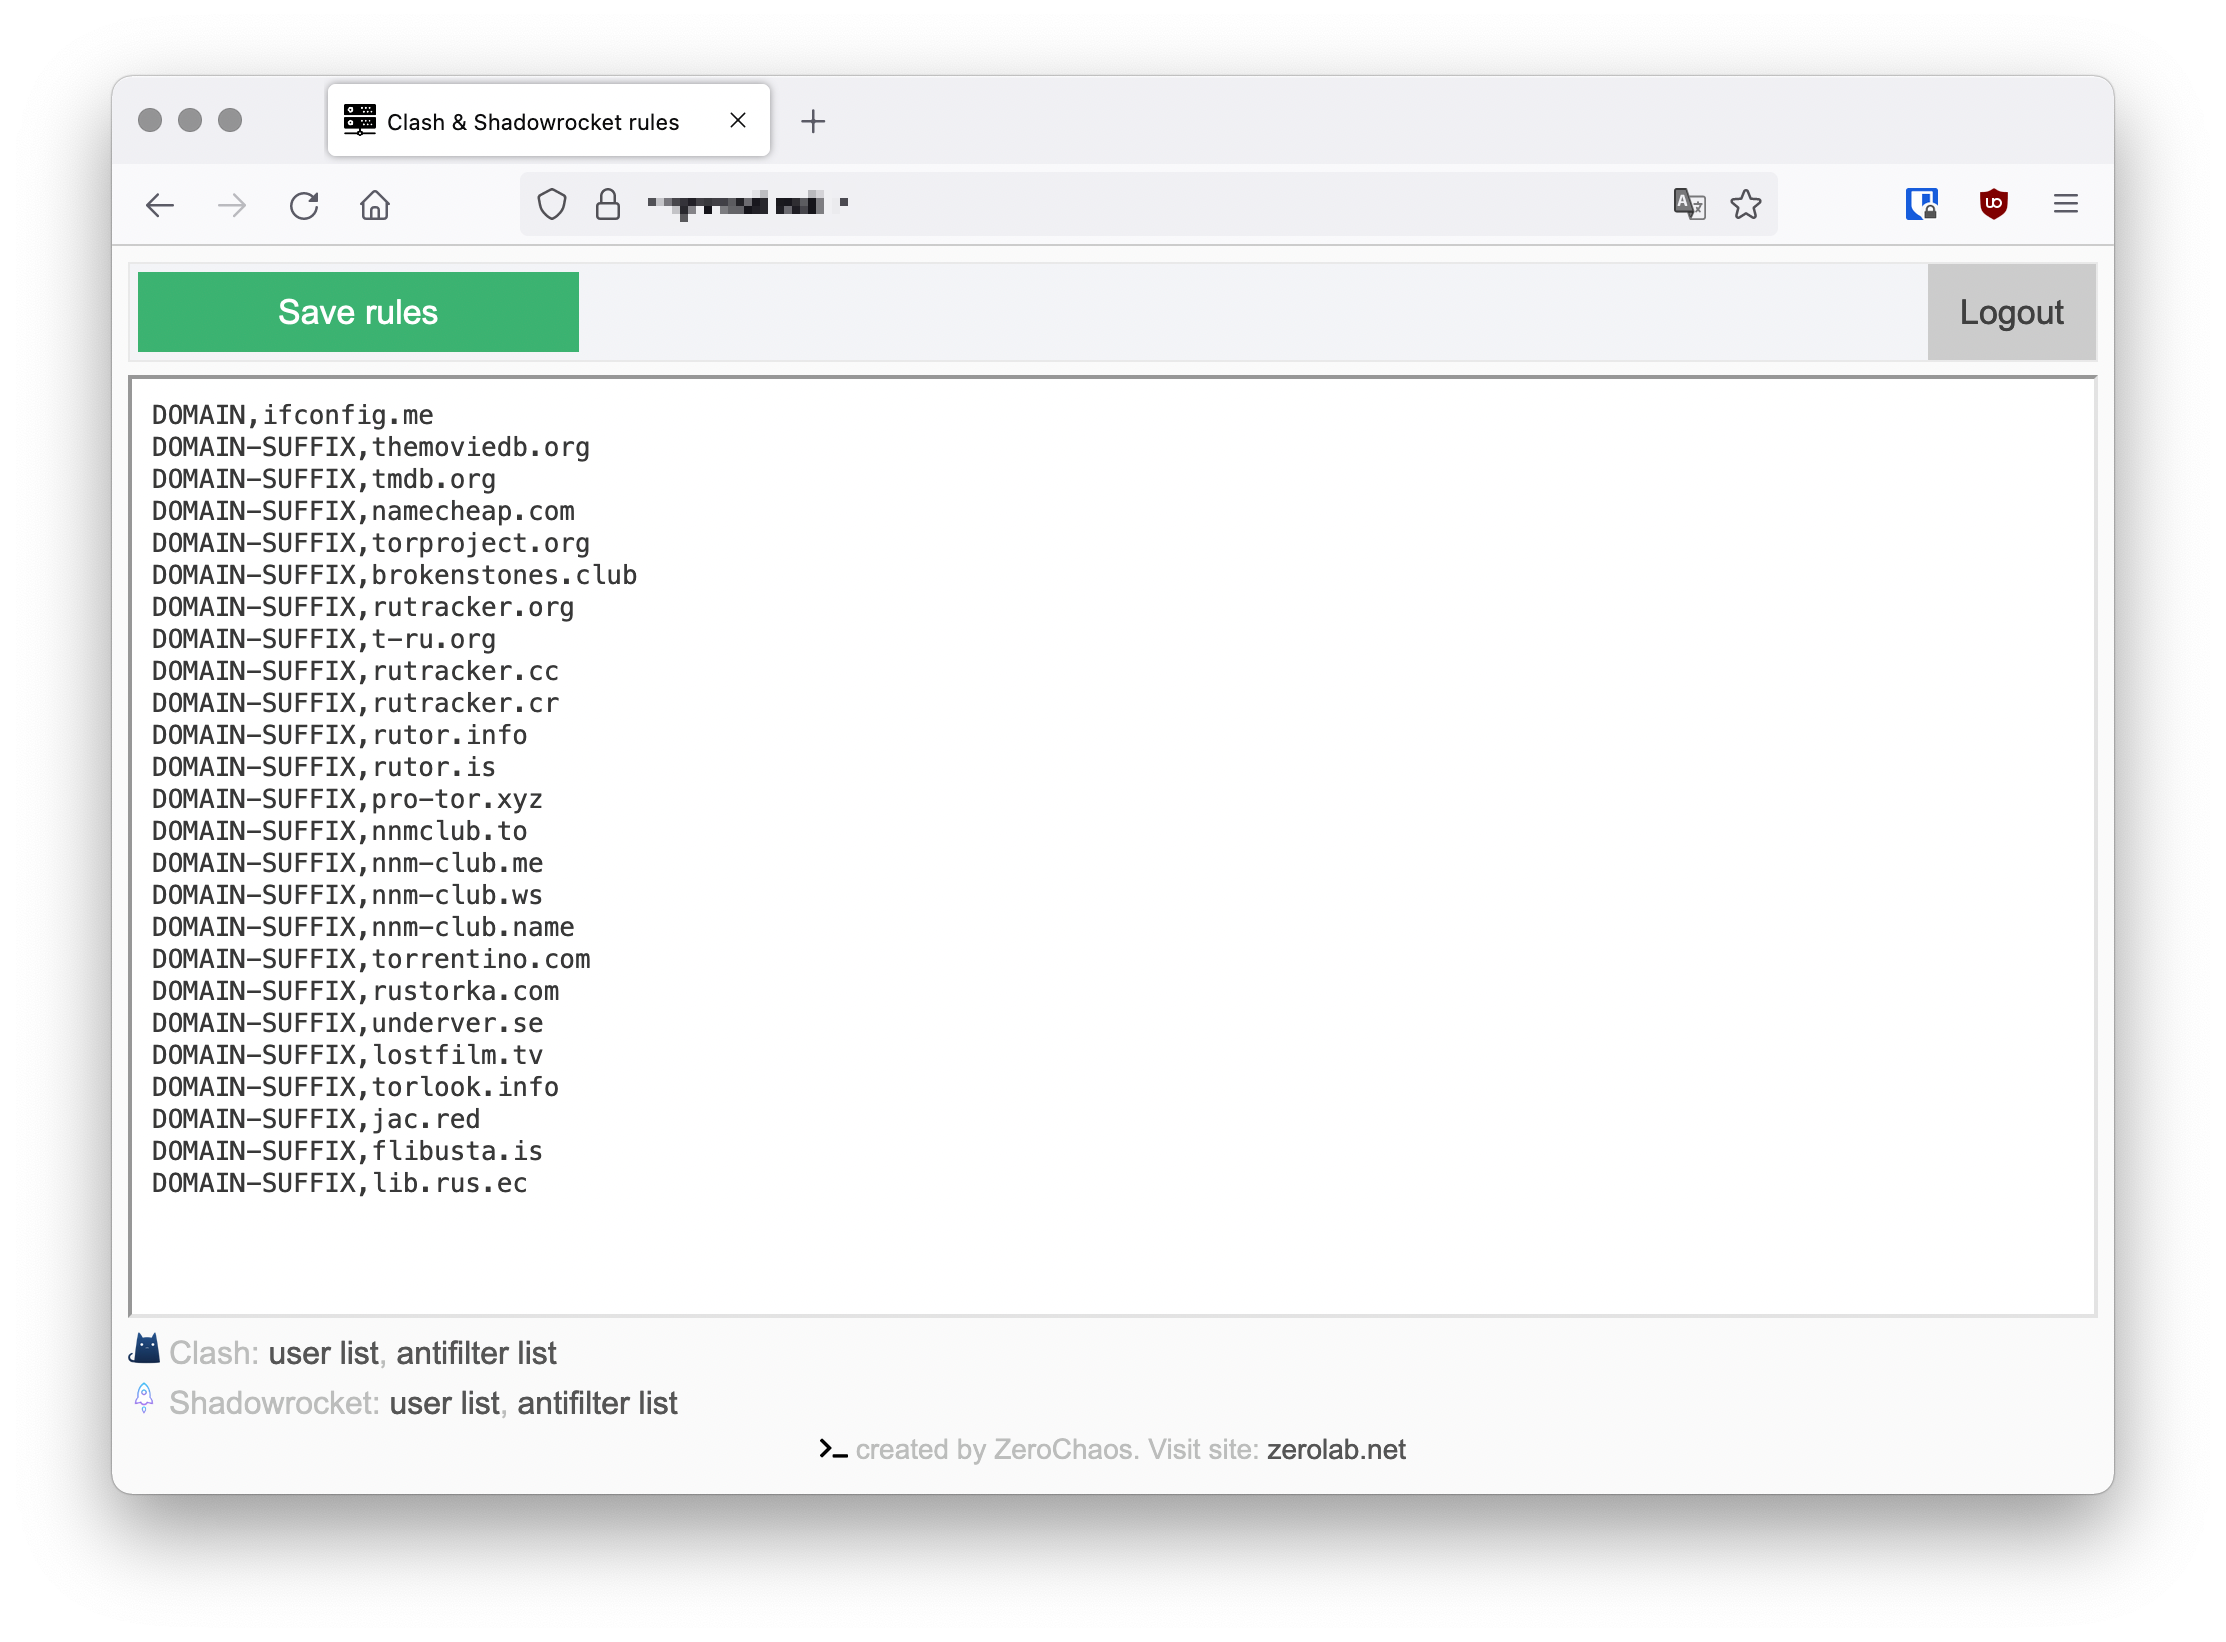 Clash & Shadowrocket rules
Save rules
Logout
DOMAIN,ifconfig.me
DOMAIN-SUFFIX,themoviedb.org
DOMAIN-SUFFIX,tmdb.org
DOMAIN-SUFFIX,namecheap.com
DOMAIN-SUFFIX,torproject.org
DOMAIN-SUFFIX,brokenstones.club
DOMAIN-SUFFIX,rutracker.org
DOMAIN-SUFFIX,t-ru.org
DOMAIN-SUFFIX,rutracker.cc
DOMAIN-SUFFIX,rutracker.cr
DOMAIN-SUFFIX,rutor.info
DOMAIN-SUFFIX,rutor.is
DOMAIN-SUFFIX,pro-tor.xyz
DOMAIN-SUFFIX,nnmclub.to
DOMAIN-SUFFIX,nnm-club.me
DOMAIN-SUFFIX,nnm-club.ws
DOMAIN-SUFFIX,nnm-club.name
DOMAIN-SUFFIX,torrentino.com
DOMAIN-SUFFIX,rustorka.com
DOMAIN-SUFFIX,underver.se
DOMAIN-SUFFIX,lostfilm.tv
DOMAIN-SUFFIX,torlook.info
DOMAIN-SUFFIX,jac.red
DOMAIN-SUFFIX,flibusta.is
DOMAIN-SUFFIX,lib.rus.ec
Clash: user list, antifilter list
Shadowrocket: user list, antifilter list
created by ZeroChaos. Visit site: zerolab.net